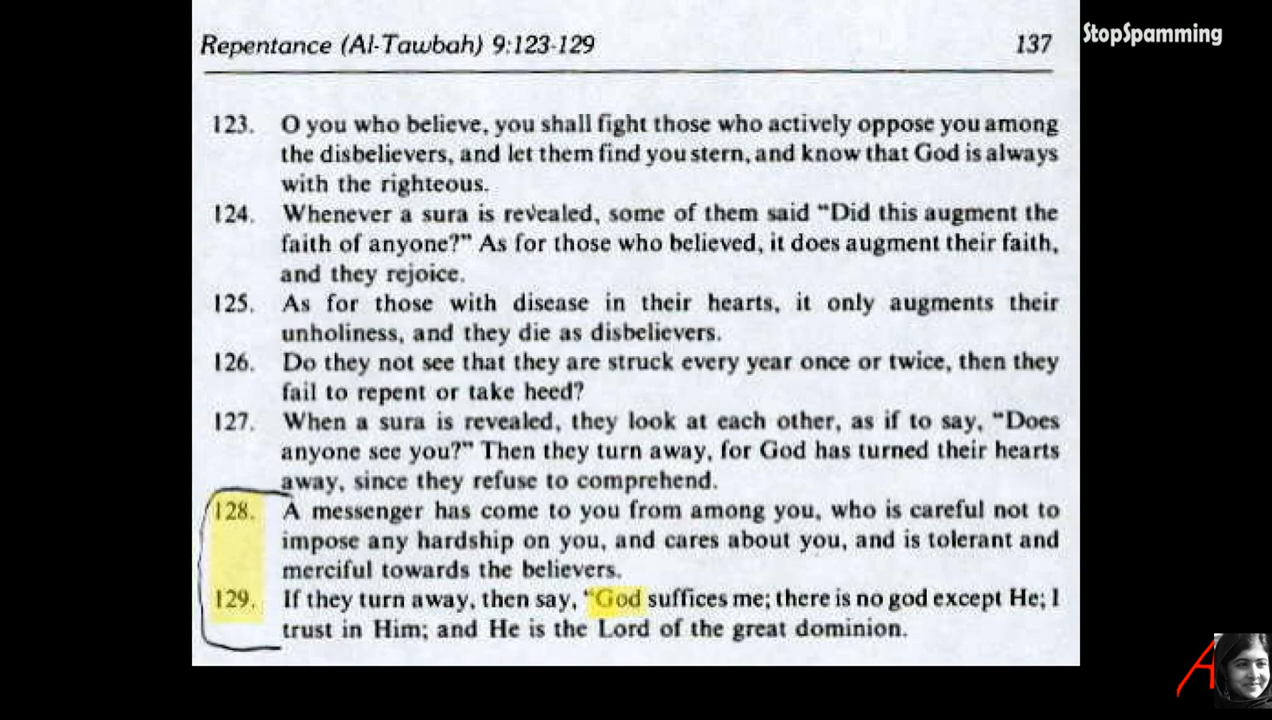 Repentance (Al-Tawbah) 9:123-129 137
StopSpamming
123. O you who believe, you shall fight those who actively oppose you among
the disbelievers, and let them find you stern, and know that God is always
with the righteous.
124. Whenever a sura is revealed, some of them said "Did this augment the
faith of anyone?" As for those who believed, it does augment their faith,
and they rejoice.
125. As for those with disease in their hearts, it only augments their
unholiness, and they die as disbelievers.
126. Do they not see that they are struck every year once or twice, then they
fail to repent or take heed?
127. When a sura is revealed, they look at each other, as if to say, "Does
anyone see you?" Then they turn away, for God has turned their hearts
away, since they refuse to comprehend.
128. A messenger has come to you from among you, who is careful not to
impose any hardship on you, and cares about you, and is tolerant and
merciful towards the believers.
129. If they turn away, then say, "God suffices me; there is no god except He; I
trust in Him; and He is the Lord of the great dominion.
A